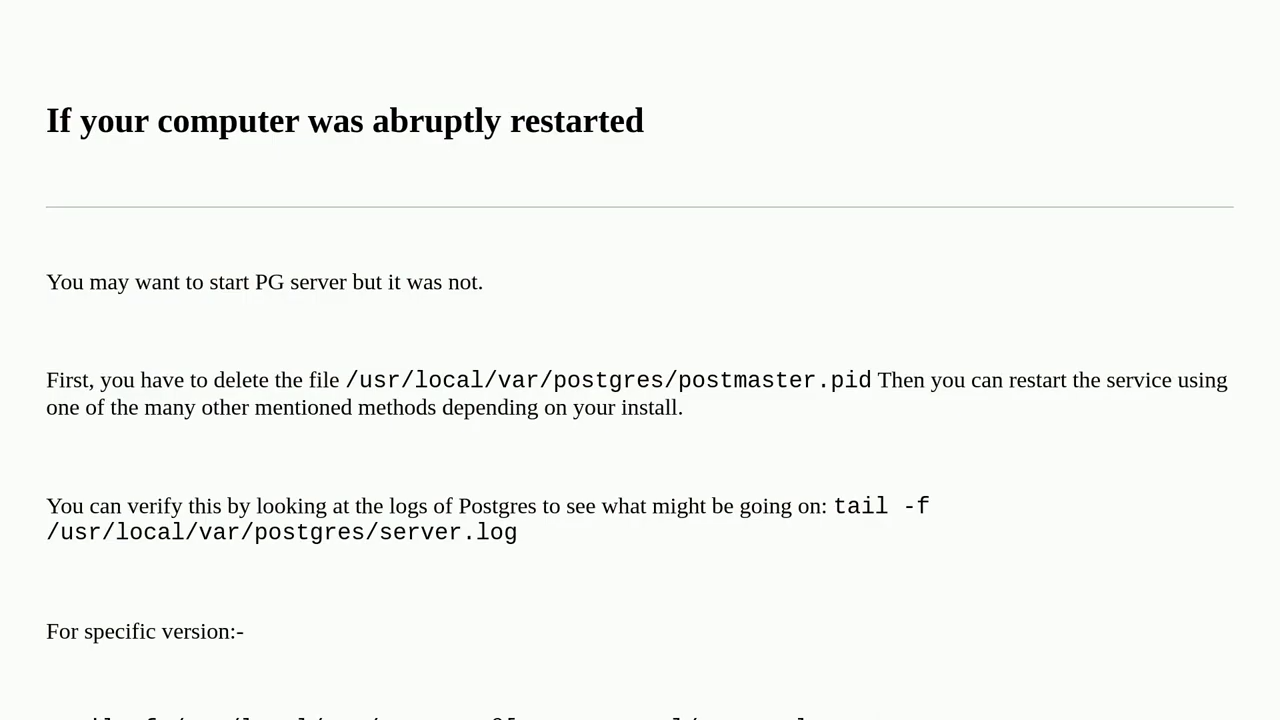 If your computer was abruptly restarted
You may want to start PG server but it was not.
First, you have to delete the file /usr/local/var/postgres/postmaster.pid Then you can restart the service using
one of the many other mentioned methods depending on your install.
You can verify this by looking at the logs of Postgres to see what might be going on: tail -f
/usr/local/var/postgres/server.log
For specific version:-